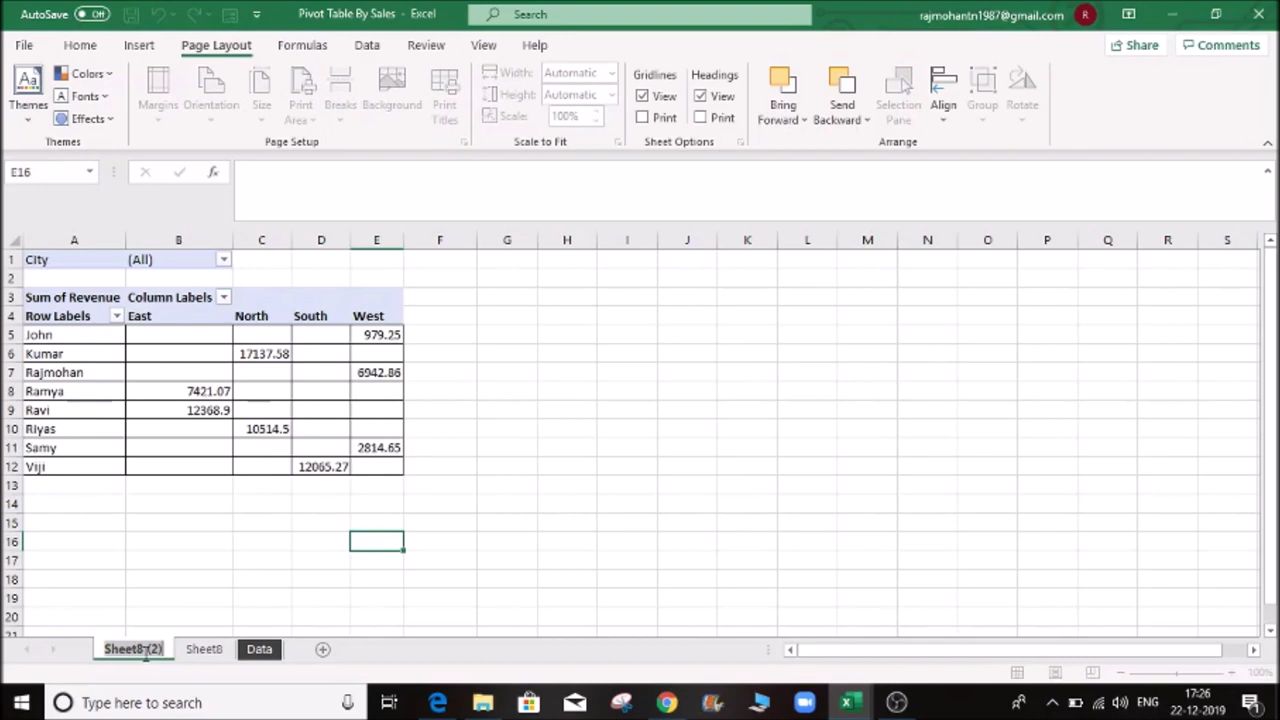 AutoSave Off Pivot Table By Sales - Excel Search rajmohantn1987@gmail.com R
File Home Insert Page Layout Formulas Data Review View Help Share Comments
Themes Colors Fonts Effects Margins Orientation Size Print Area Breaks Background Print Titles Width: Automatic Height: Automatic Scale: 100% Gridlines View Print Headings View Print Bring Forward Send Backward Selection Pane Align Group Rotate
Themes Page Setup Scale to Fit Sheet Options Arrange
E16 fx
A B C D E F G H I J K L M N O P Q R S
1 City (All)
2
3 Sum of Revenue Column Labels
4 Row Labels East North South West
5 John 979.25
6 Kumar 17137.58
7 Rajmohan 6942.86
8 Ramya 7421.07
9 Ravi 12368.9
10 Riyas 10514.5
11 Samy 2814.65
12 Viji 12065.27
13
14
15
16
17
18
19
20
21
Sheet8 (2) Sheet8 Data
100%
Type here to search ENG 17:26
22-12-2019